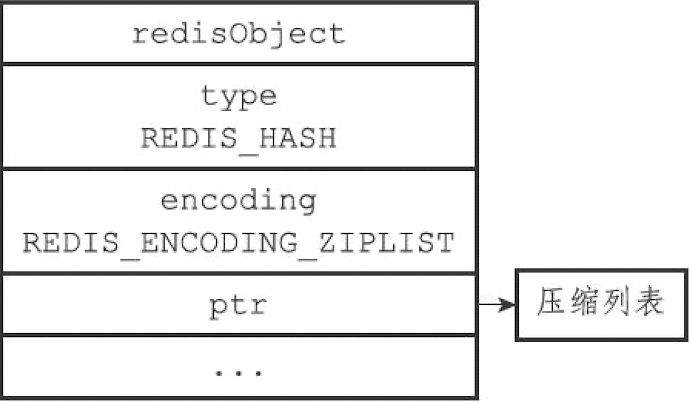 redisObject
type
REDIS_HASH
encoding
REDIS_ENCODING_ZIPLIST
ptr
压缩列表
...